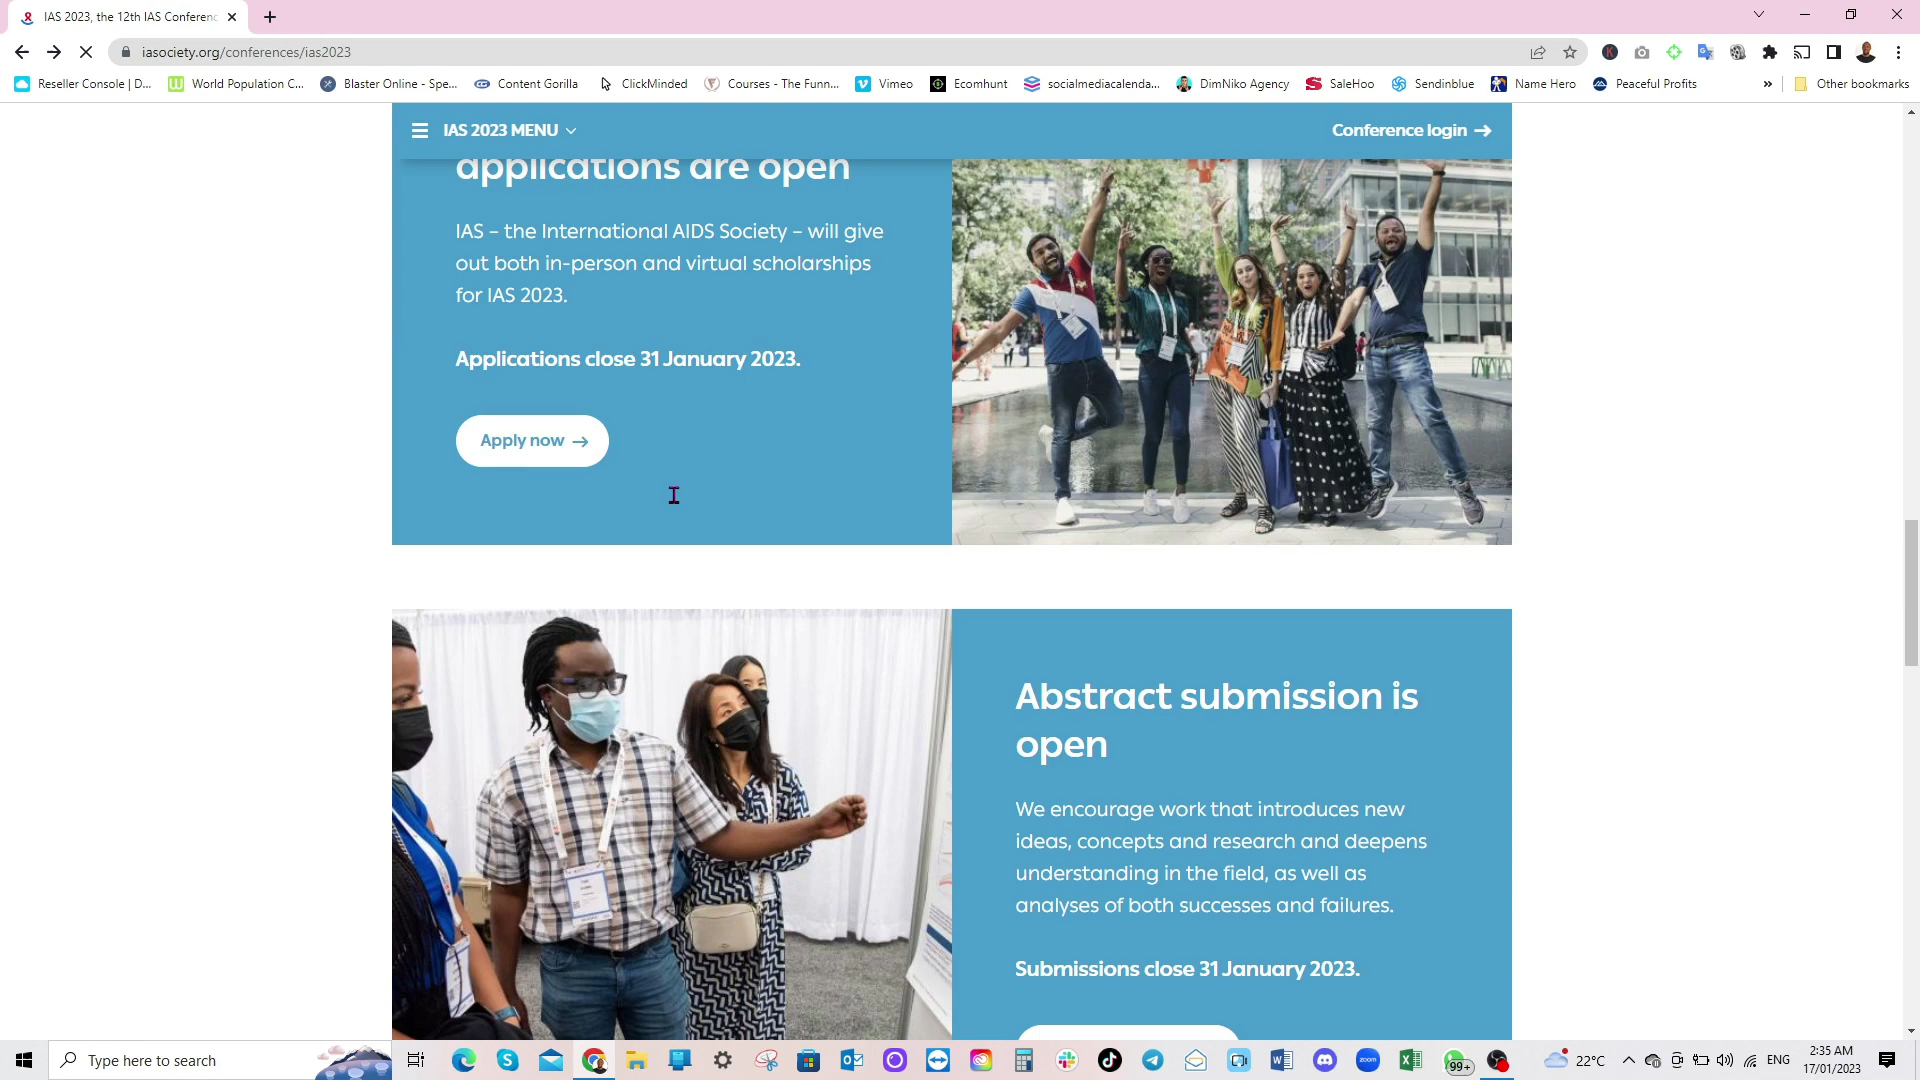 IAS 2023, the 12th IAS Conferenc
iasociety.org/conferences/ias2023
Reseller Console | D...
World Population C...
Blaster Online - Spe...
Content Gorilla
ClickMinded
Courses - The Funn...
Vimeo
Ecomhunt
socialmediacalenda...
DimNiko Agency
SaleHoo
Sendinblue
Name Hero
Peaceful Profits
»
Other bookmarks
IAS 2023 MENU
Conference login →
applications are open
IAS – the International AIDS Society – will give
out both in-person and virtual scholarships
for IAS 2023.
Applications close 31 January 2023.
Apply now →
Abstract submission is
open
We encourage work that introduces new
ideas, concepts and research and deepens
understanding in the field, as well as
analyses of both successes and failures.
Submissions close 31 January 2023.
Type here to search
zoom
99+
22°C
ENG
2:35 AM
17/01/2023